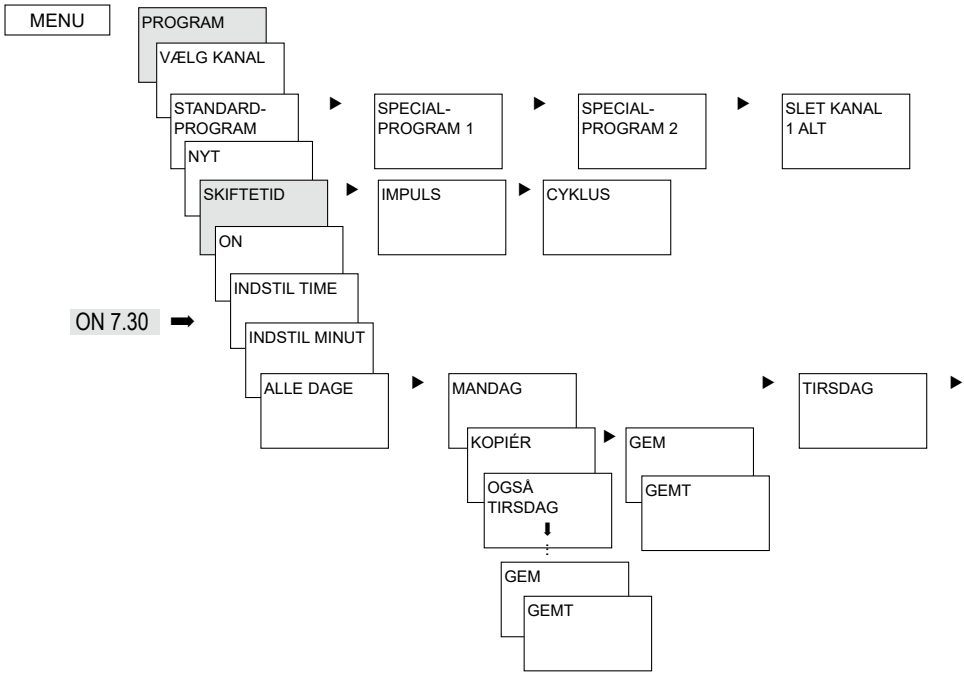 MENU
PROGRAM
VÆLG KANAL
STANDARD-
PROGRAM
SPECIAL-
PROGRAM 1
SPECIAL-
PROGRAM 2
SLET KANAL
1 ALT
NYT
SKIFTETID
IMPULS
CYKLUS
ON
INDSTIL TIME
ON 7.30
INDSTIL MINUT
ALLE DAGE
MANDAG
TIRSDAG
KOPIÉR
GEM
OGSÅ
TIRSDAG
GEMT
GEM
GEMT